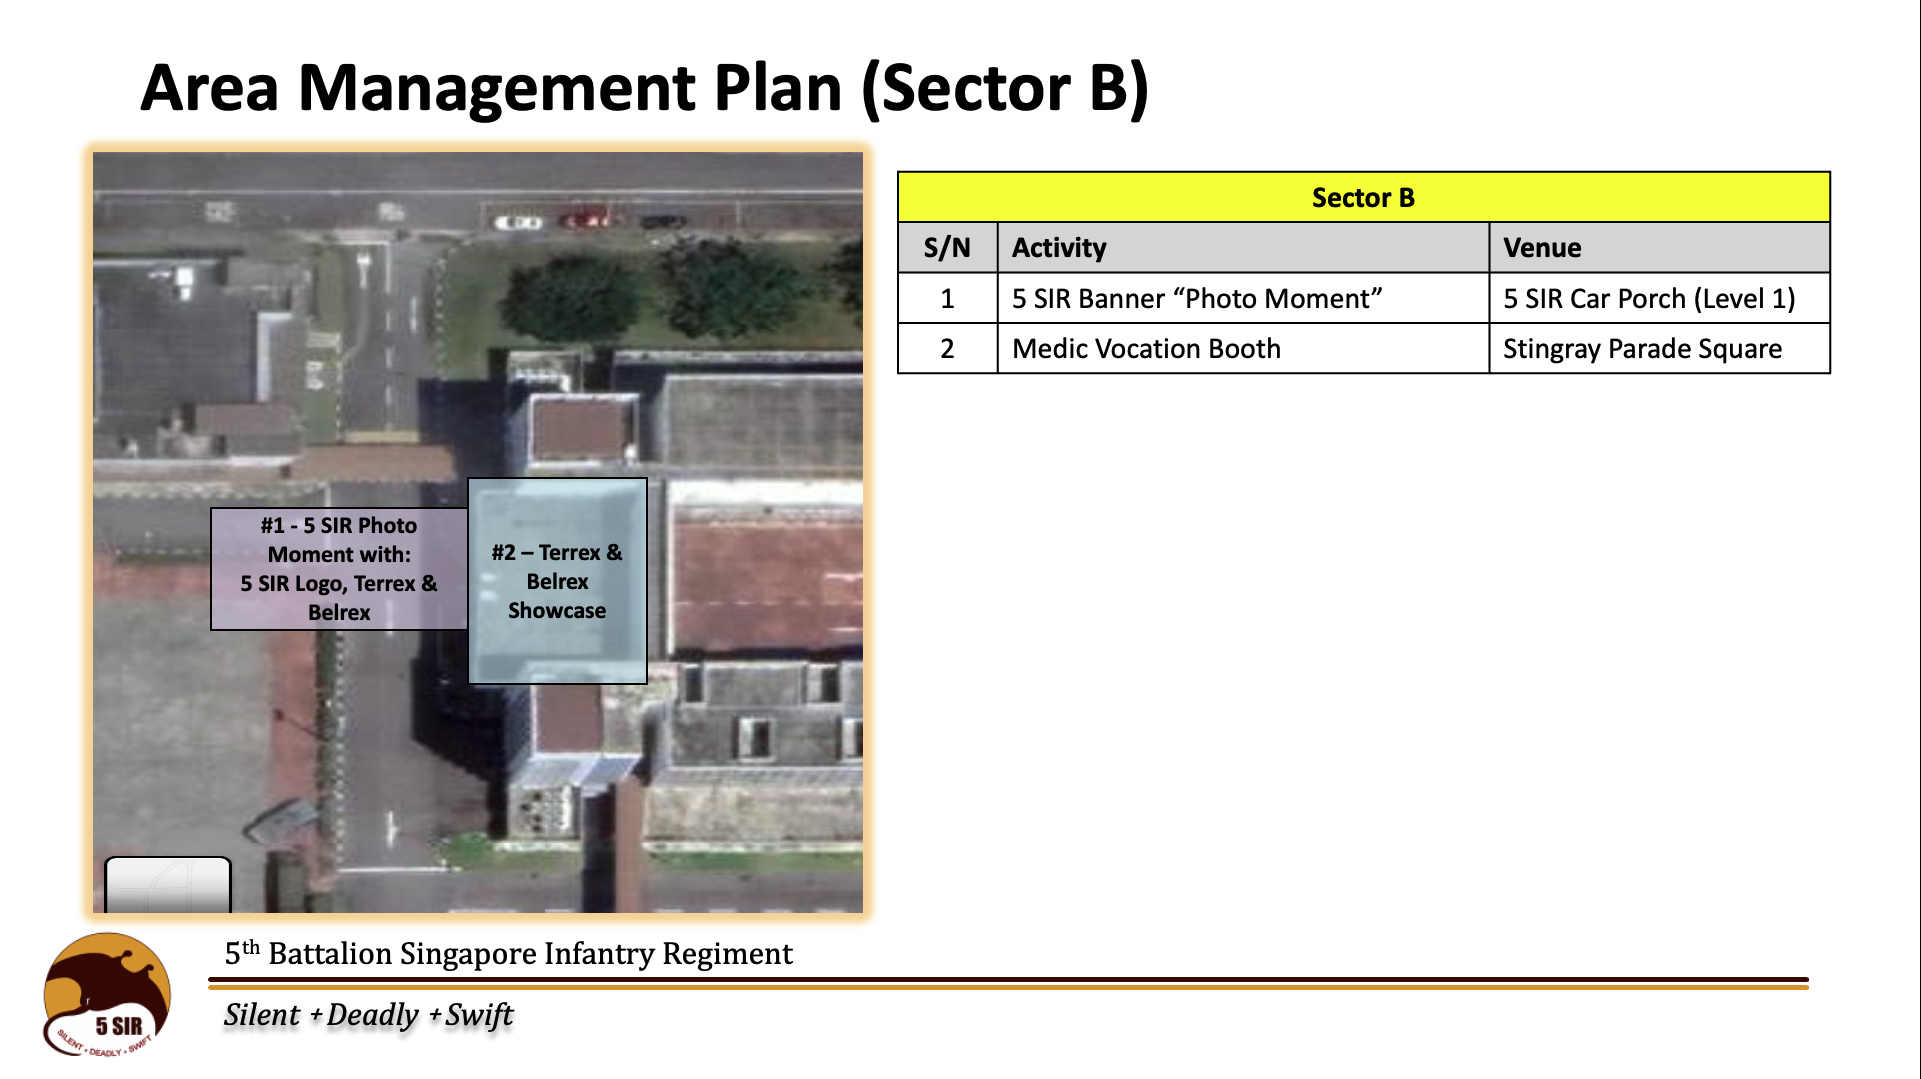 Area Management Plan (Sector B)
#1 - 5 SIR Photo
Moment with:
5 SIR Logo, Terrex &
Belrex
#2 – Terrex &
Belrex
Showcase
Sector B
S/N Activity Venue
1 5 SIR Banner “Photo Moment” 5 SIR Car Porch (Level 1)
2 Medic Vocation Booth Stingray Parade Square
5th Battalion Singapore Infantry Regiment
Silent + Deadly + Swift
5 SIR
SILENT • DEADLY • SWIFT